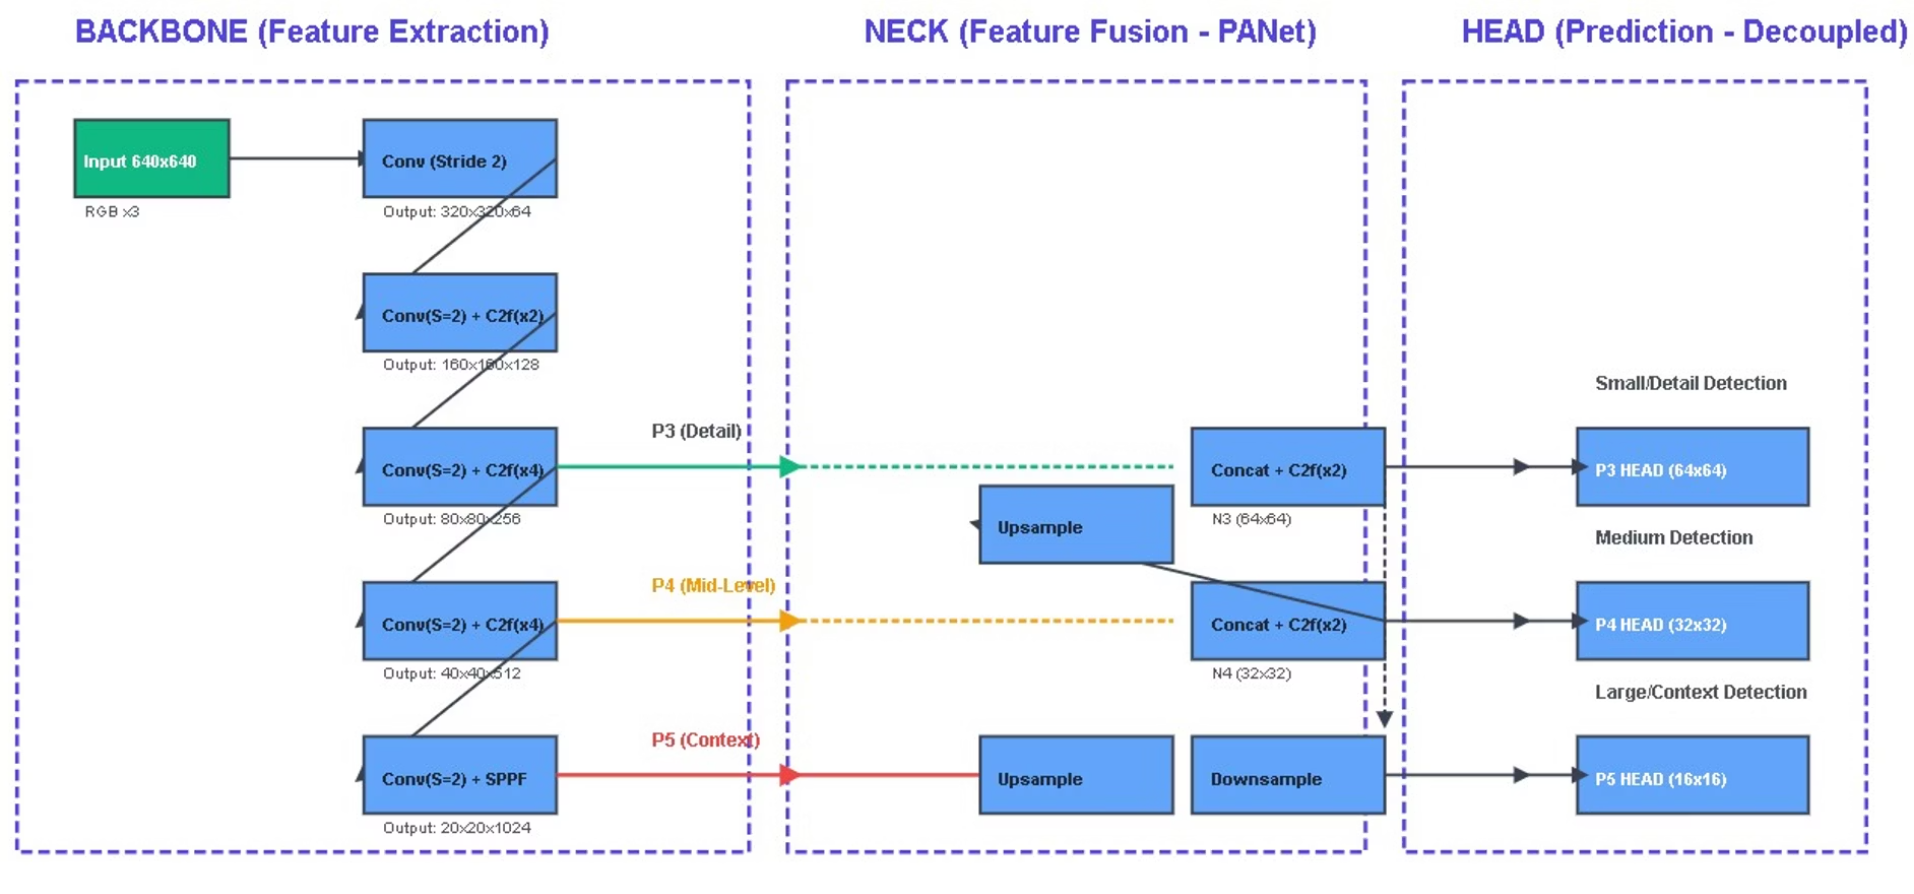 BACKBONE (Feature Extraction)
NECK (Feature Fusion - PANet)
HEAD (Prediction - Decoupled)
Input 640x640
RGB x3
Conv (Stride 2)
Output: 320x320x64
Conv(S=2) + C2f(x2)
Output: 160x160x128
Conv(S=2) + C2f(x4)
Output: 80x80x256
Conv(S=2) + C2f(x4)
Output: 40x40x512
Conv(S=2) + SPPF
Output: 20x20x1024
P3 (Detail)
P4 (Mid-Level)
P5 (Context)
Concat + C2f(x2)
N3 (64x64)
Upsample
Concat + C2f(x2)
N4 (32x32)
Upsample
Downsample
Small/Detail Detection
P3 HEAD (64x64)
Medium Detection
P4 HEAD (32x32)
Large/Context Detection
P5 HEAD (16x16)